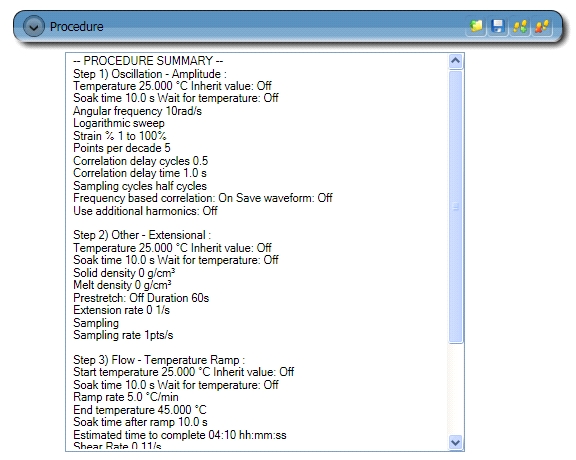 Procedure
-- PROCEDURE SUMMARY --
Step 1) Oscillation - Amplitude :
Temperature 25.000 °C Inherit value: Off
Soak time 10.0 s Wait for temperature: Off
Angular frequency 10rad/s
Logarithmic sweep
Strain % 1 to 100%
Points per decade 5
Correlation delay cycles 0.5
Correlation delay time 1.0 s
Sampling cycles half cycles
Frequency based correlation: On Save waveform: Off
Use additional harmonics: Off
Step 2) Other - Extensional :
Temperature 25.000 °C Inherit value: Off
Soak time 10.0 s Wait for temperature: Off
Solid density 0 g/cm³
Melt density 0 g/cm³
Prestretch: Off Duration 60s
Extension rate 0 1/s
Sampling
Sampling rate 1pts/s
Step 3) Flow - Temperature Ramp :
Start temperature 25.000 °C Inherit value: Off
Soak time 10.0 s Wait for temperature: Off
Ramp rate 5.0 °C/min
End temperature 45.000 °C
Soak time after ramp 10.0 s
Estimated time to complete 04:10 hh:mm:ss
Shear Rate 0.11/s